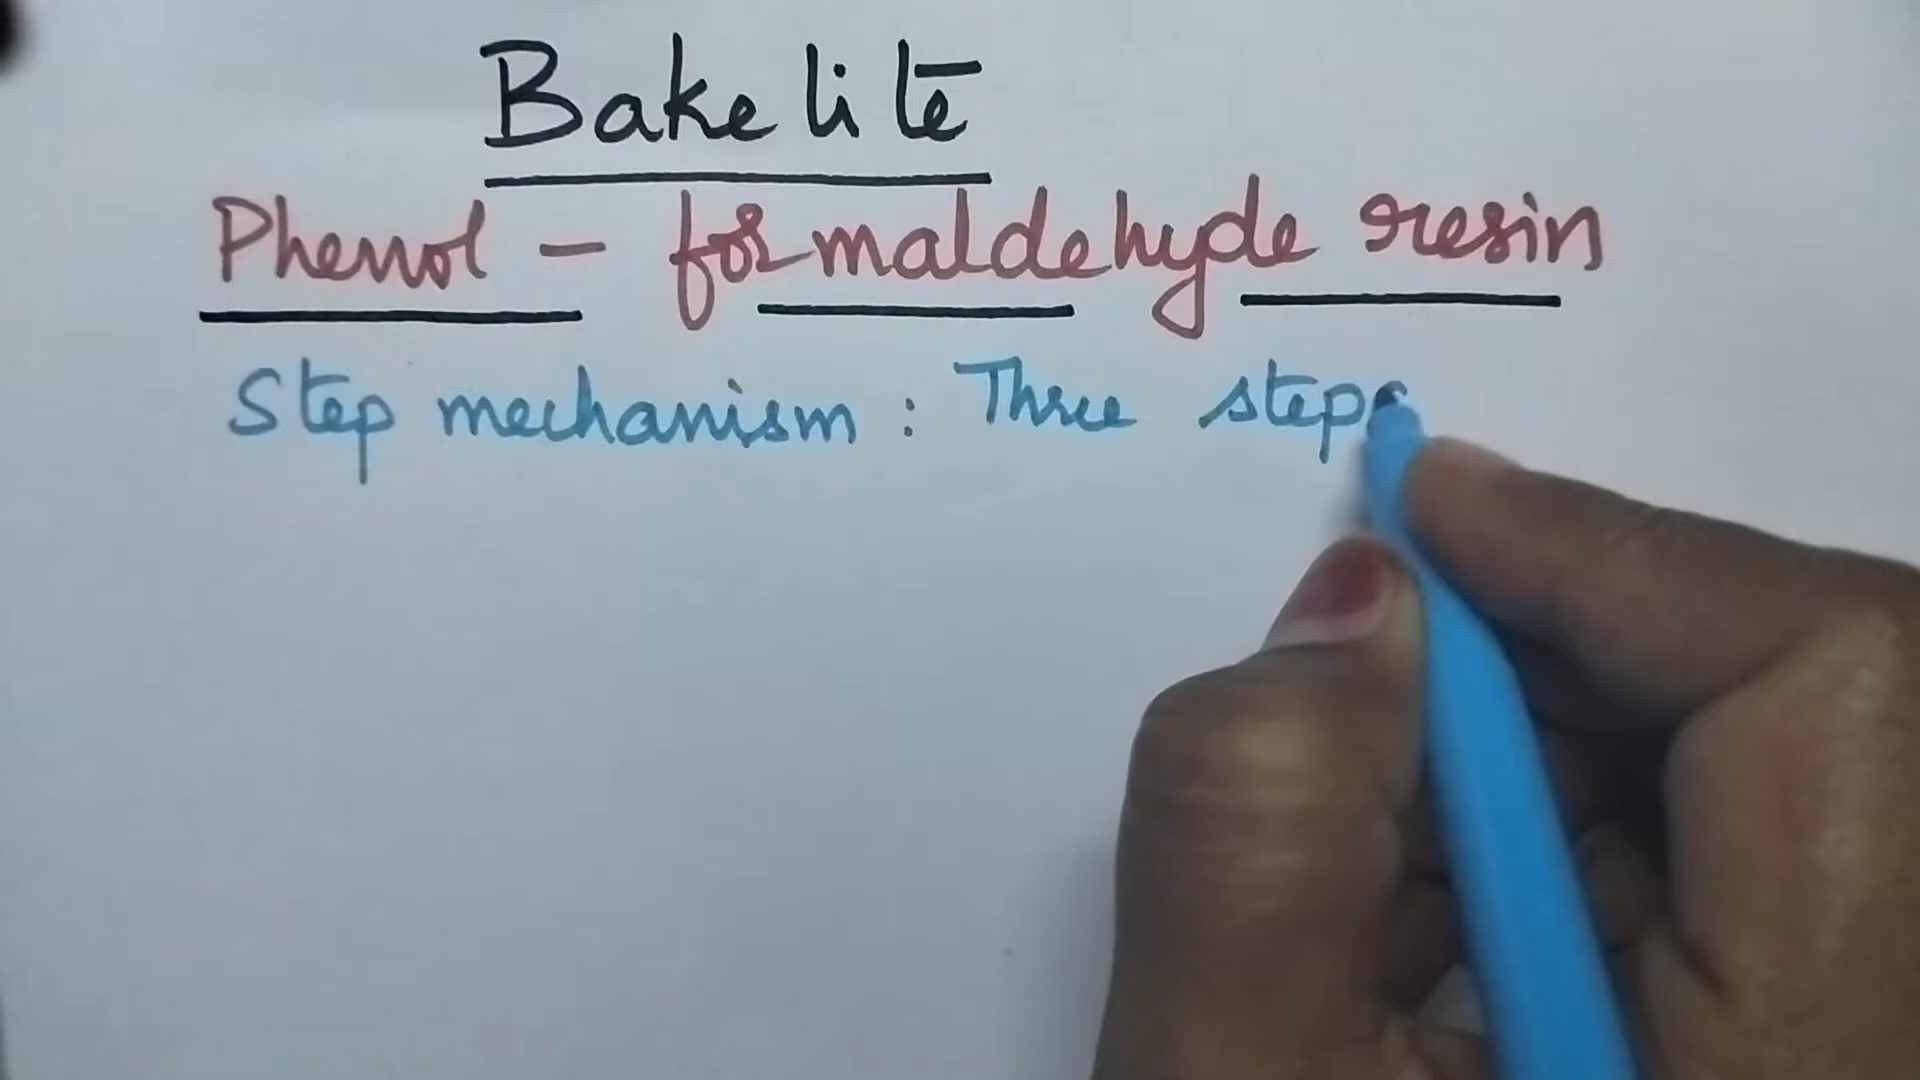 Bakelite
Phenol - formaldehyde resin
Step mechanism : Three steps